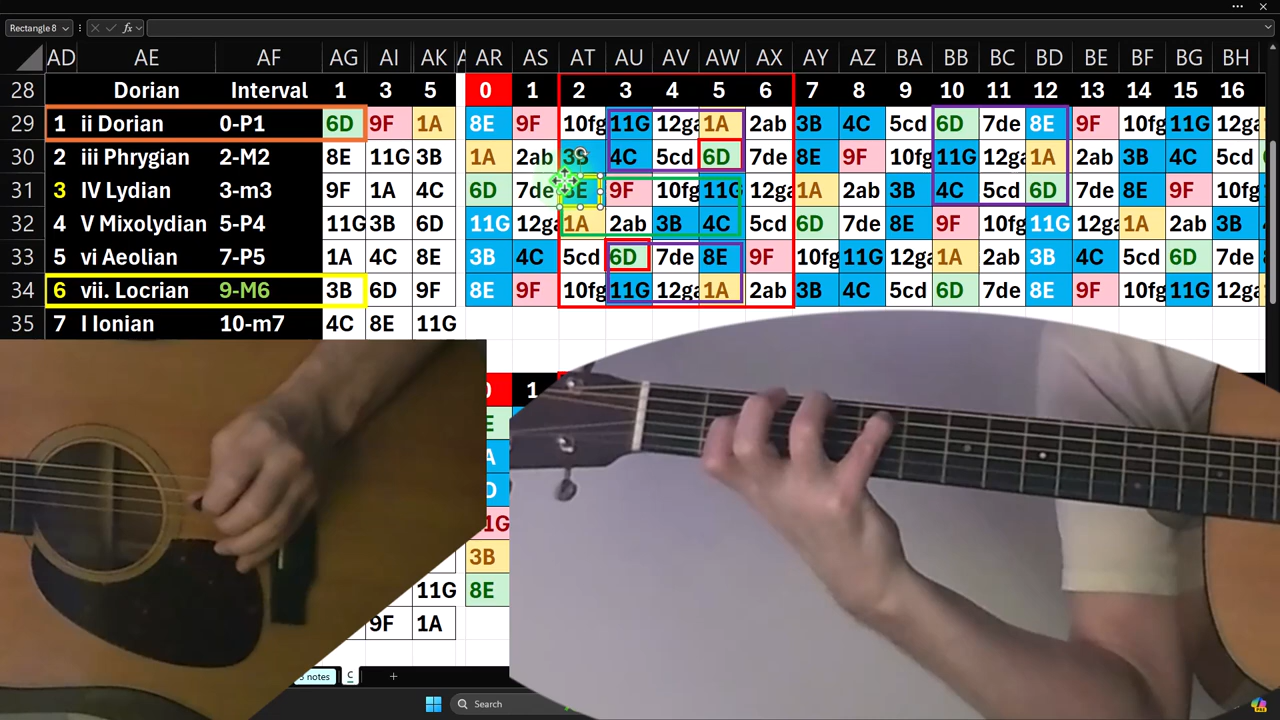 Rectangle 8 fx
AD AE AF AG AI AK AR AS AT AU AV AW AX AY AZ BA BB BC BD BE BF BG BH
28 Dorian Interval 1 3 5 0 1 2 3 4 5 6 7 8 9 10 11 12 13 14 15 16
29 1 ii Dorian 0-P1 6D 9F 1A 8E 9F 10fg 11G 12ga 1A 2ab 3B 4C 5cd 6D 7de 8E 9F 10fg 11G 12ga
30 2 iii Phrygian 2-M2 8E 11G 3B 1A 2ab 3B 4C 5cd 6D 7de 8E 9F 10fg 11G 12ga 1A 2ab 3B 4C 5cd
31 3 IV Lydian 3-m3 9F 1A 4C 6D 7de 9F 10fg 11G 12ga 1A 2ab 3B 4C 5cd 6D 7de 8E 9F 10fg
32 4 V Mixolydian 5-P4 11G 3B 6D 11G 12ga 1A 2ab 3B 4C 5cd 6D 7de 8E 9F 10fg 11G 12ga 1A 2ab 3B
33 5 vi Aeolian 7-P5 1A 4C 8E 3B 4C 5cd 6D 7de 8E 9F 10fg 11G 12ga 1A 2ab 3B 4C 5cd 6D 7de
34 6 vii. Locrian 9-M6 3B 6D 9F 8E 9F 10fg 11G 12ga 1A 2ab 3B 4C 5cd 6D 7de 8E 9F 10fg 11G 12ga
35 7 I Ionian 10-m7 4C 8E 11G
1
3B
11G 8E
9F 1A
notes C +
Search